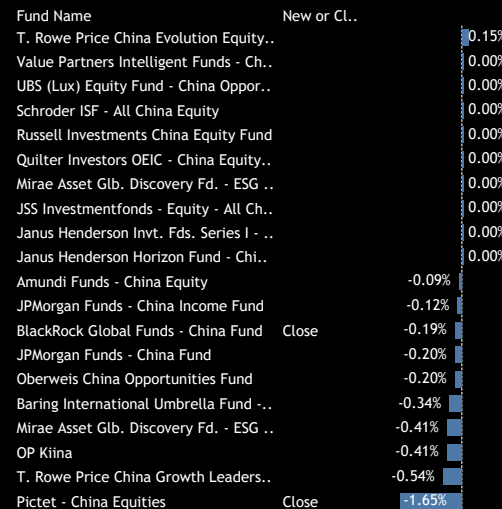 Fund Name New or Cl..
T. Rowe Price China Evolution Equity.. 0.15%
Value Partners Intelligent Funds - Ch.. 0.00%
UBS (Lux) Equity Fund - China Oppor.. 0.00%
Schroder ISF - All China Equity 0.00%
Russell Investments China Equity Fund 0.00%
Quilter Investors OEIC - China Equity.. 0.00%
Mirae Asset Glb. Discovery Fd. - ESG .. 0.00%
JSS Investmentfonds - Equity - All Ch.. 0.00%
Janus Henderson Invt. Fds. Series I - .. 0.00%
Janus Henderson Horizon Fund - Chi.. 0.00%
Amundi Funds - China Equity -0.09%
JPMorgan Funds - China Income Fund -0.12%
BlackRock Global Funds - China Fund Close -0.19%
JPMorgan Funds - China Fund -0.20%
Oberweis China Opportunities Fund -0.20%
Baring International Umbrella Fund -.. -0.34%
Mirae Asset Glb. Discovery Fd. - ESG .. -0.41%
OP Kiina -0.41%
T. Rowe Price China Growth Leaders.. -0.54%
Pictet - China Equities Close -1.65%